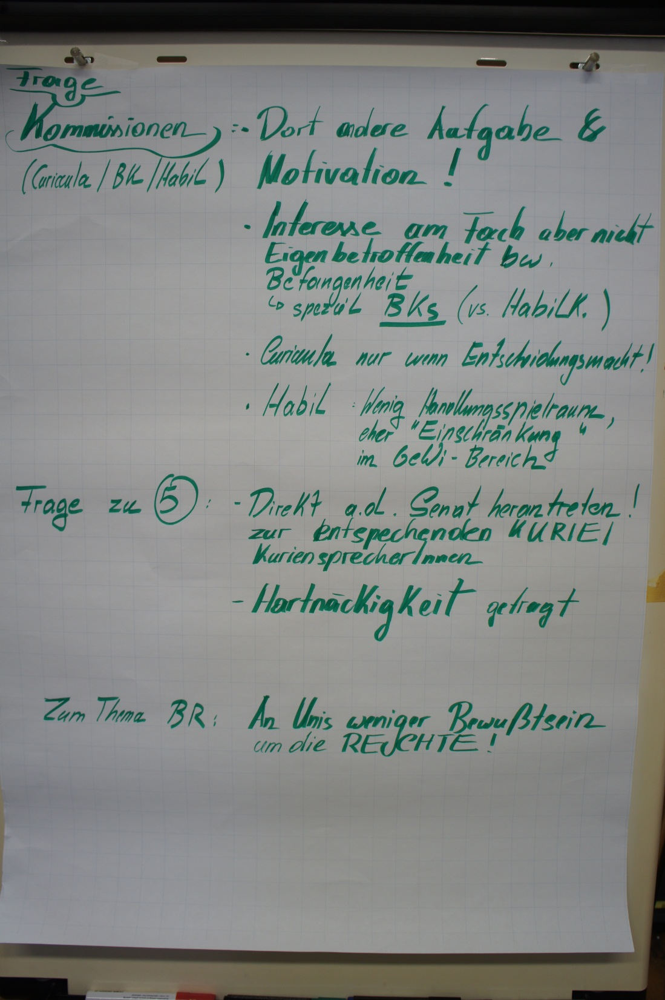 Frage
Kommissionen :- Dort andere Aufgabe &
(Curicula / BK / Habil) Motivation !
· Interesse am Fach aber nicht
Eigenbetroffenheit bw.
Befangenheit
↳ speziel BKs (vs. HabilK.)
· Curicula nur wenn Entscheidungsmacht!
· Habil : Wenig Handlungsspielraum,
eher "Einschränkung"
im GeWi-Bereich
Frage zu 5 : - Direkt a.d. Senat herantreten!
zur entspechenden KURIE/
KuriensprecherInnen
- Hartnäckigkeit gefragt
Zum Thema BR: An Unis weniger Bewußtsein
um die RECHTE!